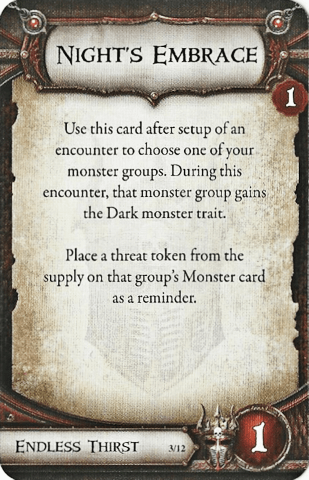 Night's Embrace
1
Use this card after setup of an
encounter to choose one of your
monster groups. During this
encounter, that monster group gains
the Dark monster trait.
Place a threat token from the
supply on that group's Monster card
as a reminder.
Endless Thirst 3/12
1